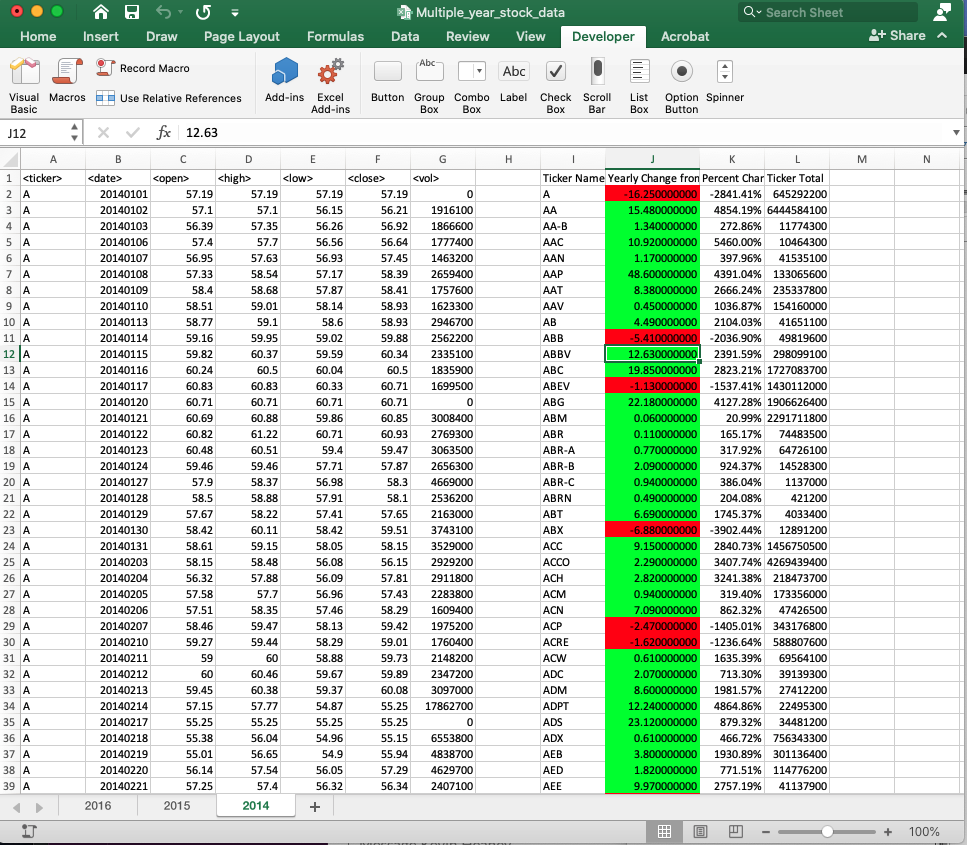 Multiple_year_stock_data
Search Sheet
Home Insert Draw Page Layout Formulas Data Review View Developer Acrobat Share
Visual Basic
Macros
Record Macro
Use Relative References
Add-ins
Excel Add-ins
Button
Group Box
Combo Box
Label
Check Box
Scroll Bar
List Box
Option Button
Spinner
J12 fx 12.63
A B C D E F G H I J K L M N
1 <ticker> <date> <open> <high> <low> <close> <vol> Ticker Name Yearly Change from Percent Char Ticker Total
2 A 20140101 57.19 57.19 57.19 57.19 0 A -16.250000000 -2841.41% 645292200
3 A 20140102 57.1 57.1 56.15 56.21 1916100 AA 15.480000000 4854.19% 6444584100
4 A 20140103 56.39 57.35 56.26 56.92 1866600 AA-B 1.340000000 272.86% 11774300
5 A 20140106 57.4 57.7 56.56 56.64 1777400 AAC 10.920000000 5460.00% 10464300
6 A 20140107 56.95 57.63 56.93 57.45 1463200 AAN 1.170000000 397.96% 41535100
7 A 20140108 57.33 58.54 57.17 58.39 2659400 AAP 48.600000000 4391.04% 133065600
8 A 20140109 58.4 58.68 57.87 58.41 1757600 AAT 8.380000000 2666.24% 235337800
9 A 20140110 58.51 59.01 58.14 58.93 1623300 AAV 0.450000000 1036.87% 154160000
10 A 20140113 58.77 59.1 58.6 58.93 2946700 AB 4.490000000 2104.03% 41651100
11 A 20140114 59.16 59.95 59.02 59.88 2562200 ABB -5.410000000 -2036.90% 49819600
12 A 20140115 59.82 60.37 59.59 60.34 2335100 ABBV 12.630000000 2391.59% 298099100
13 A 20140116 60.24 60.5 60.04 60.5 1835900 ABC 19.850000000 2823.21% 1727083700
14 A 20140117 60.83 60.83 60.33 60.71 1699500 ABEV -1.130000000 -1537.41% 1430112000
15 A 20140120 60.71 60.71 60.71 60.71 0 ABG 22.180000000 4127.28% 1906626400
16 A 20140121 60.69 60.88 59.86 60.85 3008400 ABM 0.060000000 20.99% 2291711800
17 A 20140122 60.82 61.22 60.71 60.93 2769300 ABR 0.110000000 165.17% 74483500
18 A 20140123 60.48 60.51 59.4 59.47 3063500 ABR-A 0.770000000 317.92% 64726100
19 A 20140124 59.46 59.46 57.71 57.87 2656300 ABR-B 2.090000000 924.37% 14528300
20 A 20140127 57.9 58.37 56.98 58.3 4669000 ABR-C 0.940000000 386.04% 1137000
21 A 20140128 58.5 58.88 57.91 58.1 2536200 ABRN 0.490000000 204.08% 421200
22 A 20140129 57.67 58.22 57.41 57.65 2163000 ABT 6.690000000 1745.37% 4033400
23 A 20140130 58.42 60.11 58.42 59.51 3743100 ABX -6.880000000 -3902.44% 12891200
24 A 20140131 58.61 59.15 58.05 58.15 3529000 ACC 9.150000000 2840.73% 1456750500
25 A 20140203 58.15 58.48 56.08 56.15 2929200 ACCO 2.290000000 3407.74% 4269439400
26 A 20140204 56.32 57.88 56.09 57.81 2911800 ACH 2.820000000 3241.38% 218473700
27 A 20140205 57.58 57.7 56.96 57.43 2283800 ACM 0.940000000 319.40% 173356000
28 A 20140206 57.51 58.35 57.46 58.29 1609400 ACN 7.090000000 862.32% 47426500
29 A 20140207 58.46 59.47 58.13 59.42 1975200 ACP -2.470000000 -1405.01% 343176800
30 A 20140210 59.27 59.44 58.29 59.01 1760400 ACRE -1.620000000 -1236.64% 588807600
31 A 20140211 59 60 58.88 59.73 2148200 ACW 0.610000000 1635.39% 69564100
32 A 20140212 60 60.46 59.67 59.89 2347200 ADC 2.070000000 713.30% 39139300
33 A 20140213 59.45 60.38 59.37 60.08 3097000 ADM 8.600000000 1981.57% 27412200
34 A 20140214 57.15 57.77 54.87 55.25 17862700 ADPT 12.240000000 4864.86% 22495300
35 A 20140217 55.25 55.25 55.25 55.25 0 ADS 23.120000000 879.32% 34481200
36 A 20140218 55.38 56.04 54.96 55.15 6553800 ADX 0.610000000 466.72% 756343300
37 A 20140219 55.01 56.65 54.9 55.94 4838700 AEB 3.800000000 1930.89% 301136400
38 A 20140220 56.14 57.54 56.05 57.29 4629700 AED 1.820000000 771.51% 114776200
39 A 20140221 57.25 57.4 56.32 56.34 2407100 AEE 9.970000000 2757.19% 41137900
2016 2015 2014 +
100%